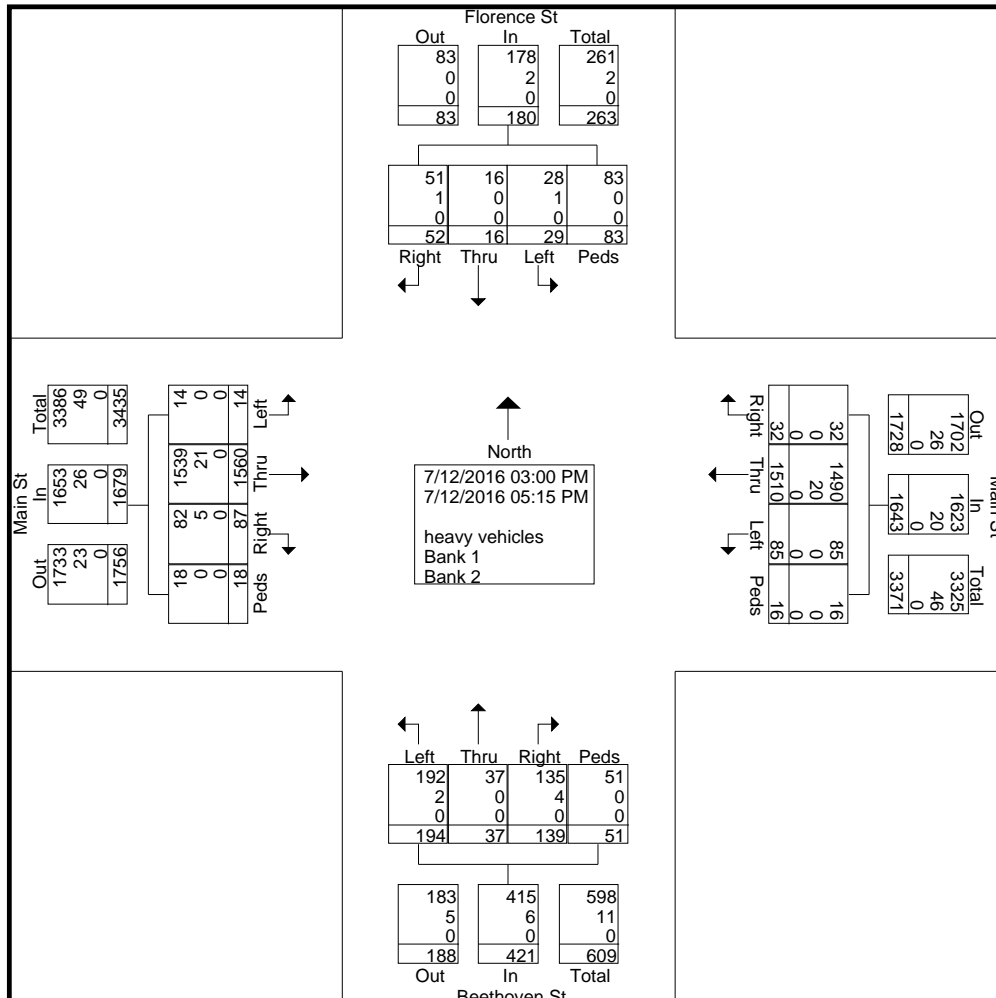 Florence St
Out In Total
83 178 261
0 2 2
0 0 0
83 180 263
51 16 28 83
1 0 1 0
0 0 0 0
52 16 29 83
Right Thru Left Peds
Main St
Total
3386
49
0
3435
In
1653
26
0
1679
Out
1733
23
0
1756
14
0
0
14
Left
1539
21
0
1560
Thru
82
5
0
87
Right
18
0
0
18
Peds
North
7/12/2016 03:00 PM
7/12/2016 05:15 PM
heavy vehicles
Bank 1
Bank 2
Right
32
0
0
32
Thru
1490
20
0
1510
Left
85
0
0
85
Peds
16
0
0
16
Out
1702
26
0
1728
In
1623
20
0
1643
Total
3325
46
0
3371
Main St
Left Thru Right Peds
192 37 135 51
2 0 4 0
0 0 0 0
194 37 139 51
183 415 598
5 6 11
0 0 0
188 421 609
Out In Total
Beethoven St